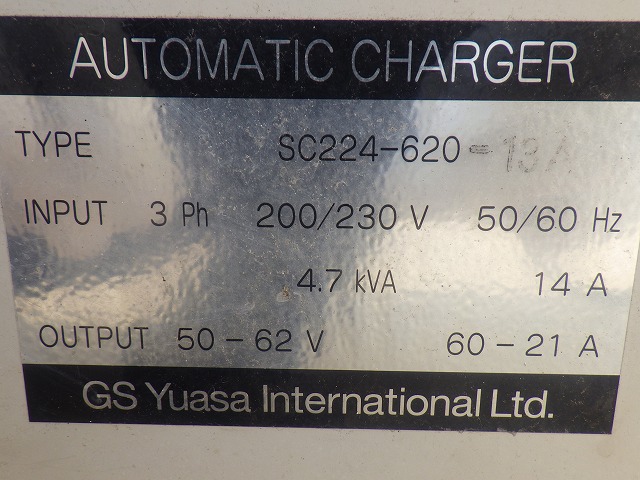 AUTOMATIC CHARGER
TYPE SC224-620-13A
INPUT 3 Ph 200/230 V 50/60 Hz
4.7 kVA 14 A
OUTPUT 50-62 V 60-21 A
GS Yuasa International Ltd.